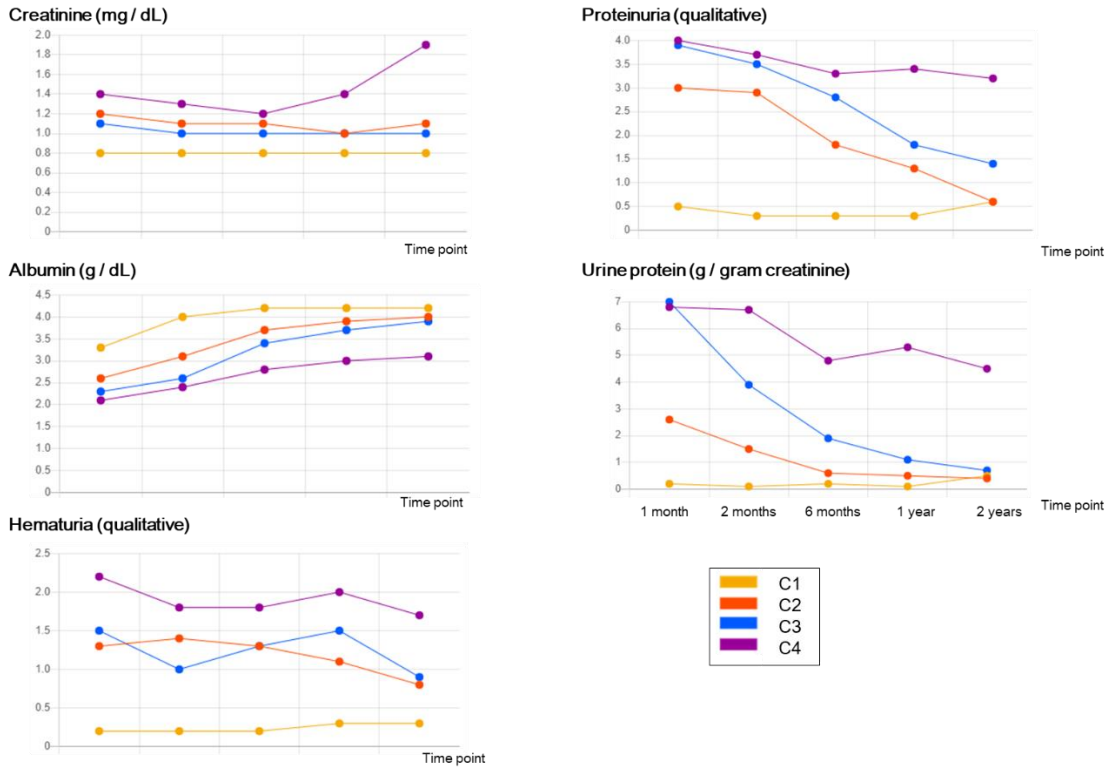 Creatinine (mg / dL)
2.0
1.8
1.6
1.4
1.2
1.0
0.8
0.6
0.4
0.2
0
Time point
Proteinuria (qualitative)
4.0
3.5
3.0
2.5
2.0
1.5
1.0
0.5
0
Time point
Albumin (g / dL)
4.5
4.0
3.5
3.0
2.5
2.0
1.5
1.0
0.5
0
Time point
Urine protein (g / gram creatinine)
7
6
5
4
3
2
1
0
1 month 2 months 6 months 1 year 2 years
Time point
Hematuria (qualitative)
2.5
2.0
1.5
1.0
0.5
0
Time point
C1
C2
C3
C4